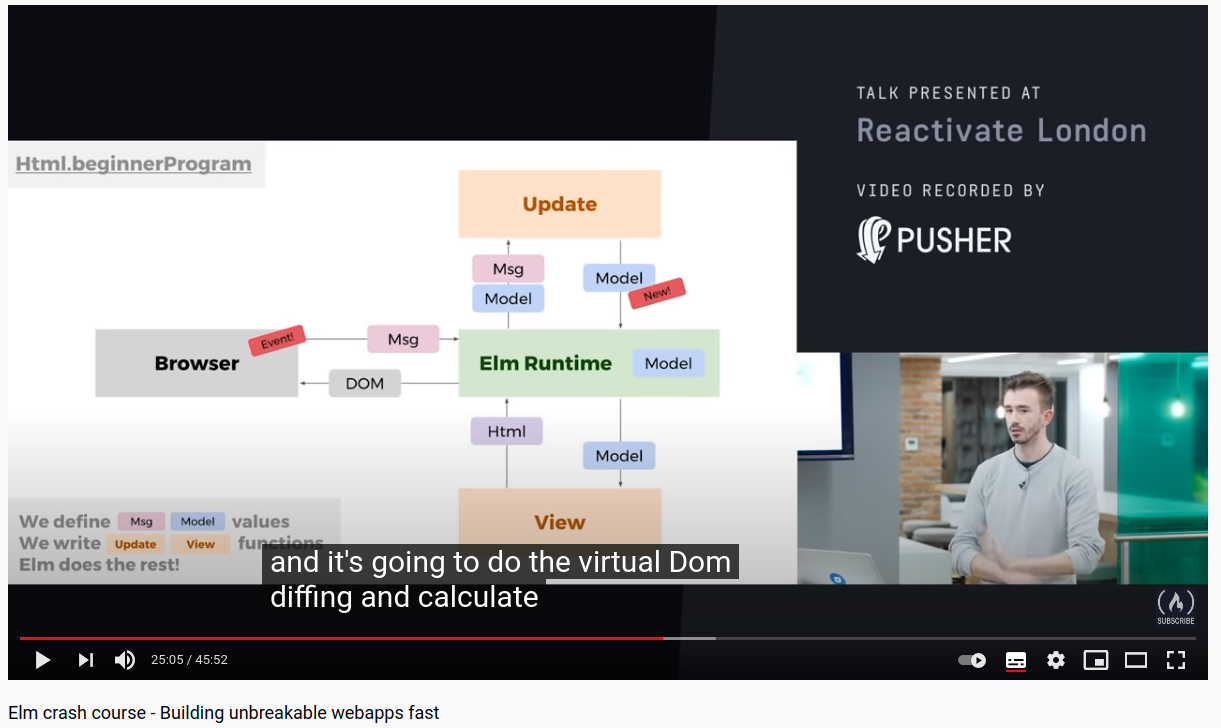 TALK PRESENTED AT
Reactivate London
VIDEO RECORDED BY
PUSHER
Html.beginnerProgram
Update
Msg
Model
Model
New!
Event!
Msg
Browser
Elm Runtime
Model
DOM
Html
Model
View
We define Msg Model values
We write Update View functions
Elm does the rest!
and it's going to do the virtual Dom
diffing and calculate
SUBSCRIBE
25:05 / 45:52
Elm crash course - Building unbreakable webapps fast